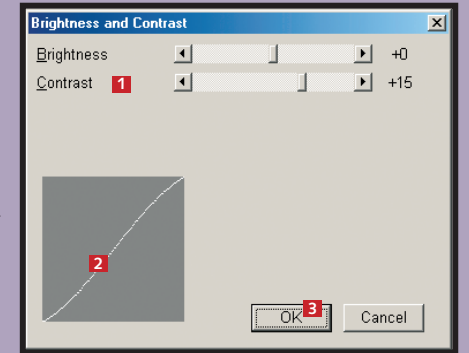 Brightness and Contrast
Brightness +0
Contrast 1 +15
2
OK 3 Cancel